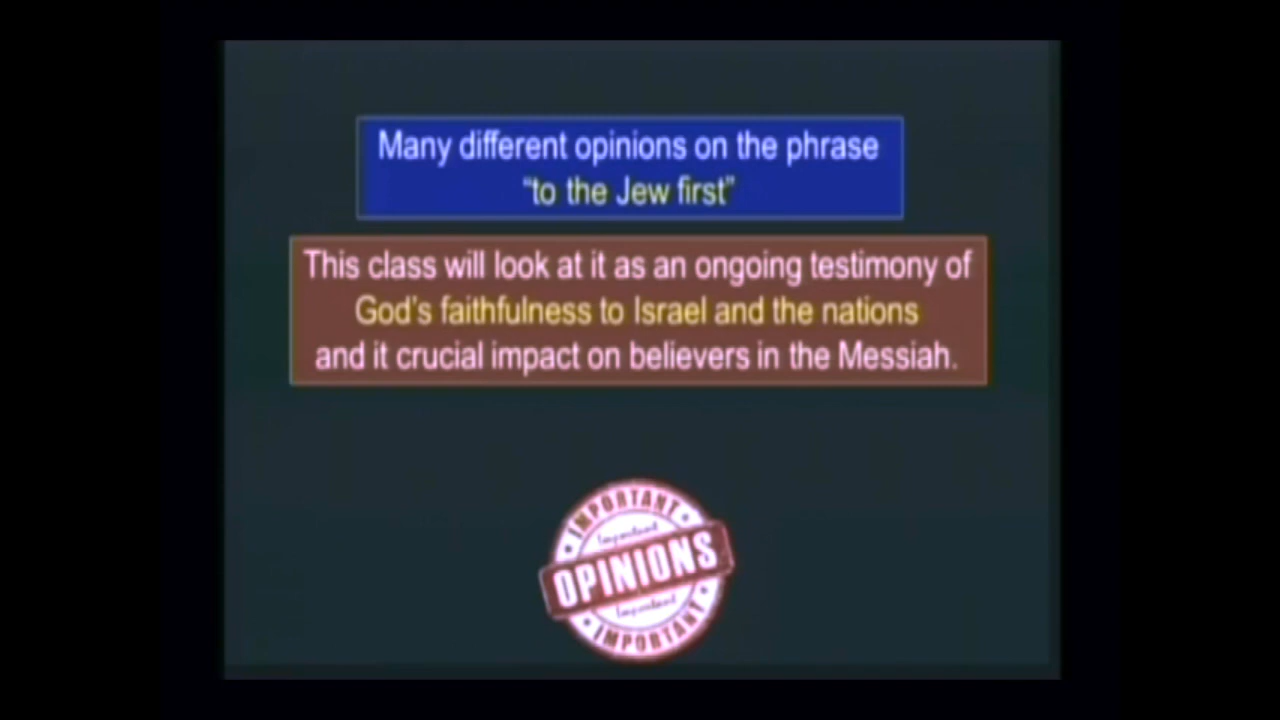 Many different opinions on the phrase
“to the Jew first”
This class will look at it as an ongoing testimony of
God’s faithfulness to Israel and the nations
and it crucial impact on believers in the Messiah.
IMPORTANT
Important
OPINIONS
Important
IMPORTANT